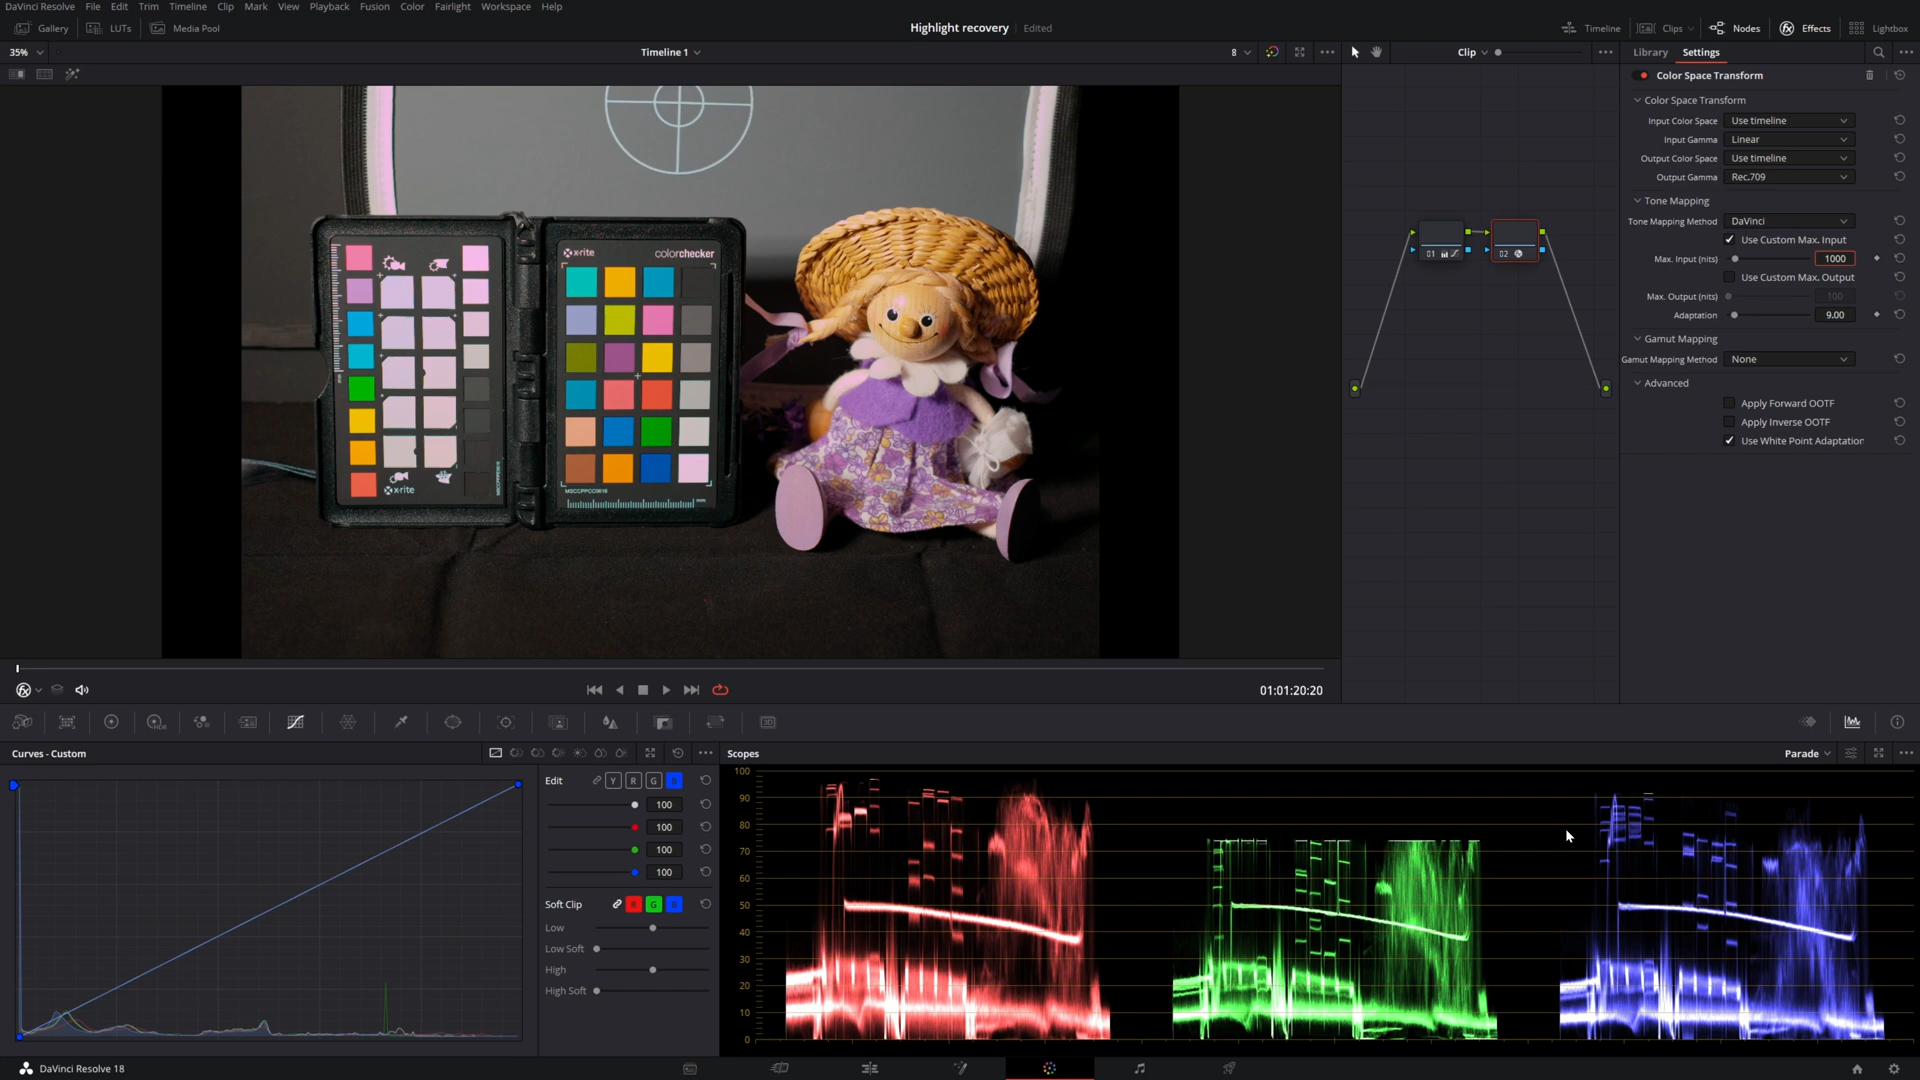 DaVinci Resolve File Edit Trim Timeline Clip Mark View Playback Fusion Color Fairlight Workspace Help
Gallery LUTs Media Pool Highlight recovery Edited Timeline Clips Nodes Effects Lightbox
35% Timeline 1 8 Clip Library Settings
Color Space Transform
Color Space Transform
Input Color Space Use timeline
Input Gamma Linear
Output Color Space Use timeline
Output Gamma Rec.709
Tone Mapping
Tone Mapping Method DaVinci
Use Custom Max. Input
Max. Input (nits) 1000
Use Custom Max. Output
Max. Output (nits) 100
Adaptation 9.00
Gamut Mapping
Gamut Mapping Method None
Advanced
Apply Forward OOTF
Apply Inverse OOTF
Use White Point Adaptation
01 02
x-rite colorchecker
x-rite
MSCCPPCC0616
mm
01:01:20:20
HDR
3D
Curves - Custom
Edit Y R G B
100
100
100
100
Soft Clip R G B
Low
Low Soft
High
High Soft
Scopes Parade
100
90
80
70
60
50
40
30
20
10
0
DaVinci Resolve 18